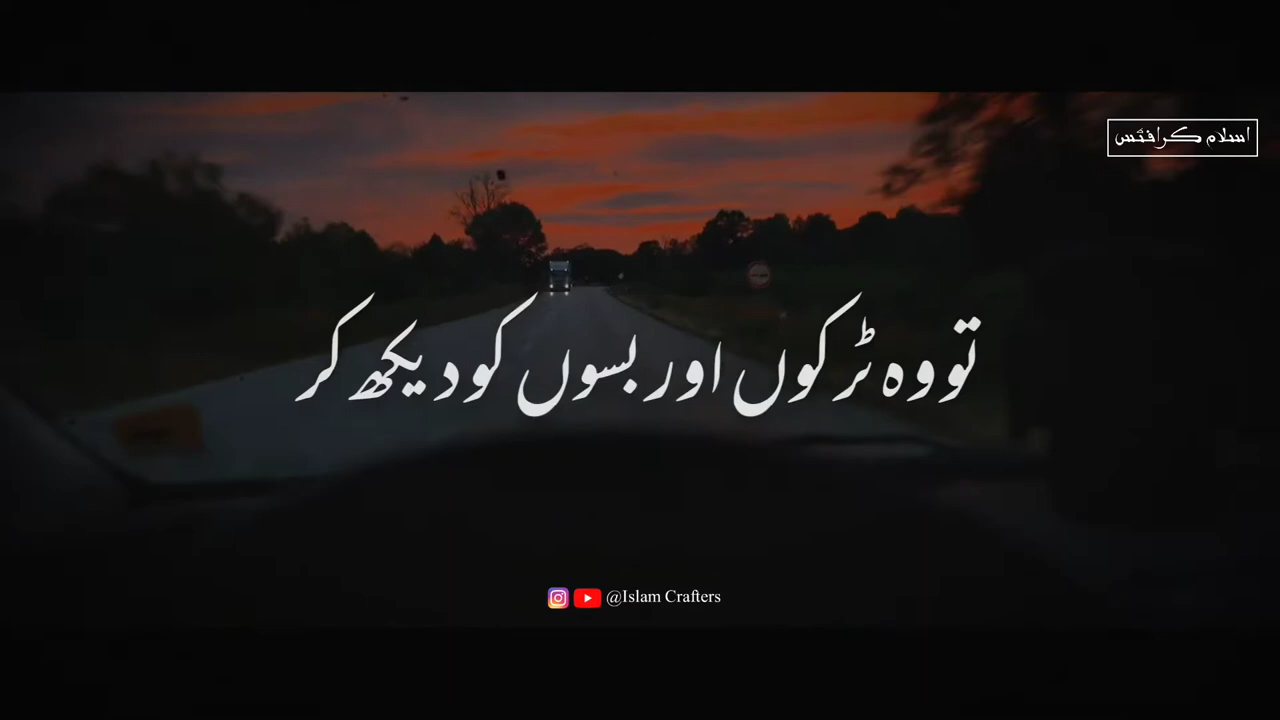 اسلام کرافٹس
تو وہ ٹرکوں اور بسوں کو دیکھ کر
@Islam Crafters